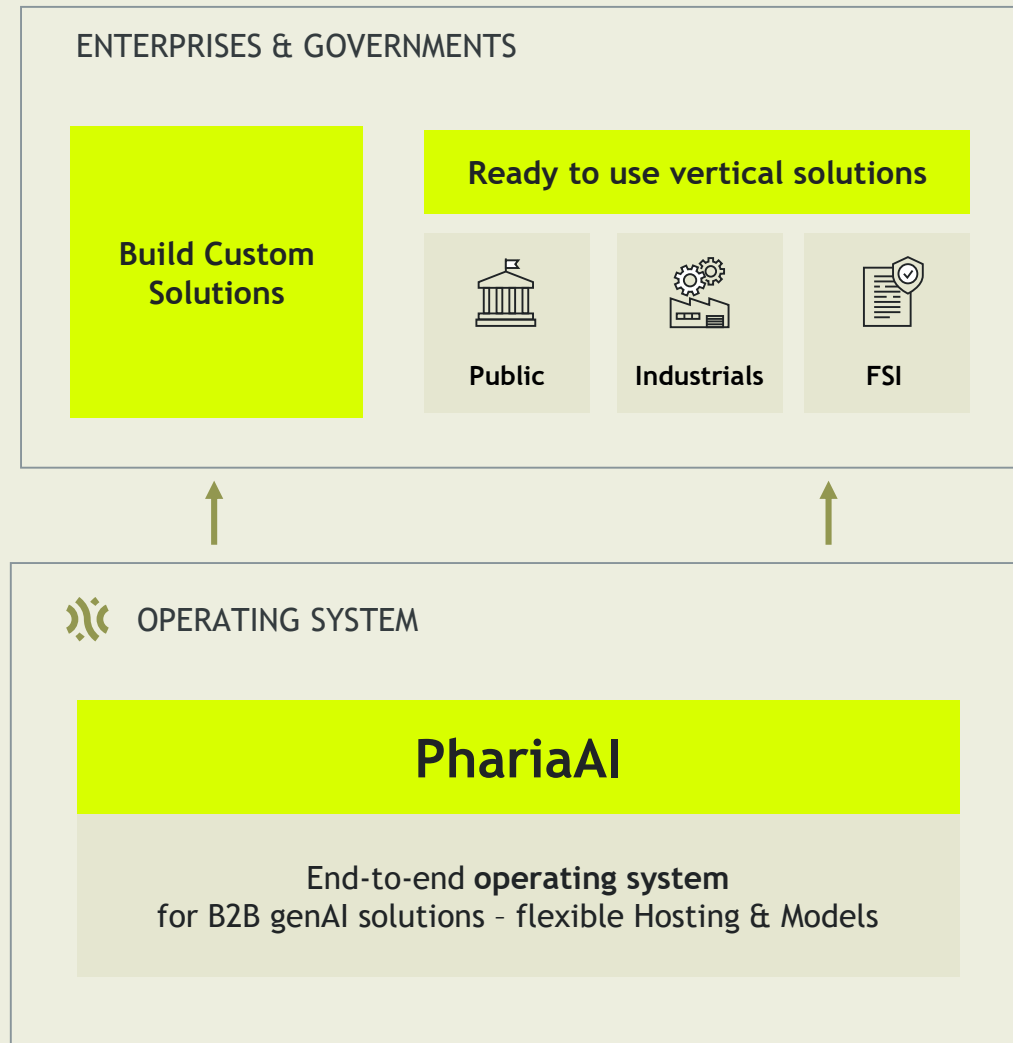 ENTERPRISES & GOVERNMENTS
Build Custom
Solutions
Ready to use vertical solutions
Public
Industrials
FSI
OPERATING SYSTEM
PhariaAI
End-to-end operating system
for B2B genAI solutions – flexible Hosting & Models